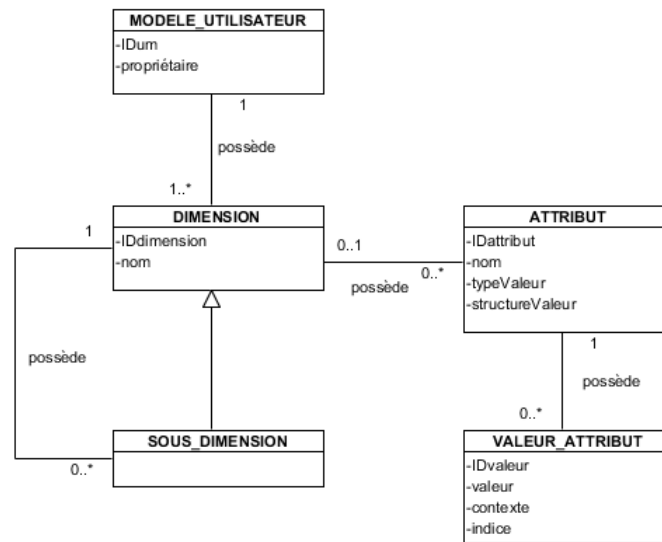 MODELE_UTILISATEUR
-IDum
-propriétaire
1
possède
1..*
DIMENSION
-IDdimension
-nom
1
possède
0..*
SOUS_DIMENSION
0..1
possède
0..*
ATTRIBUT
-IDattribut
-nom
-typeValeur
-structureValeur
1
possède
0..*
VALEUR_ATTRIBUT
-IDvaleur
-valeur
-contexte
-indice